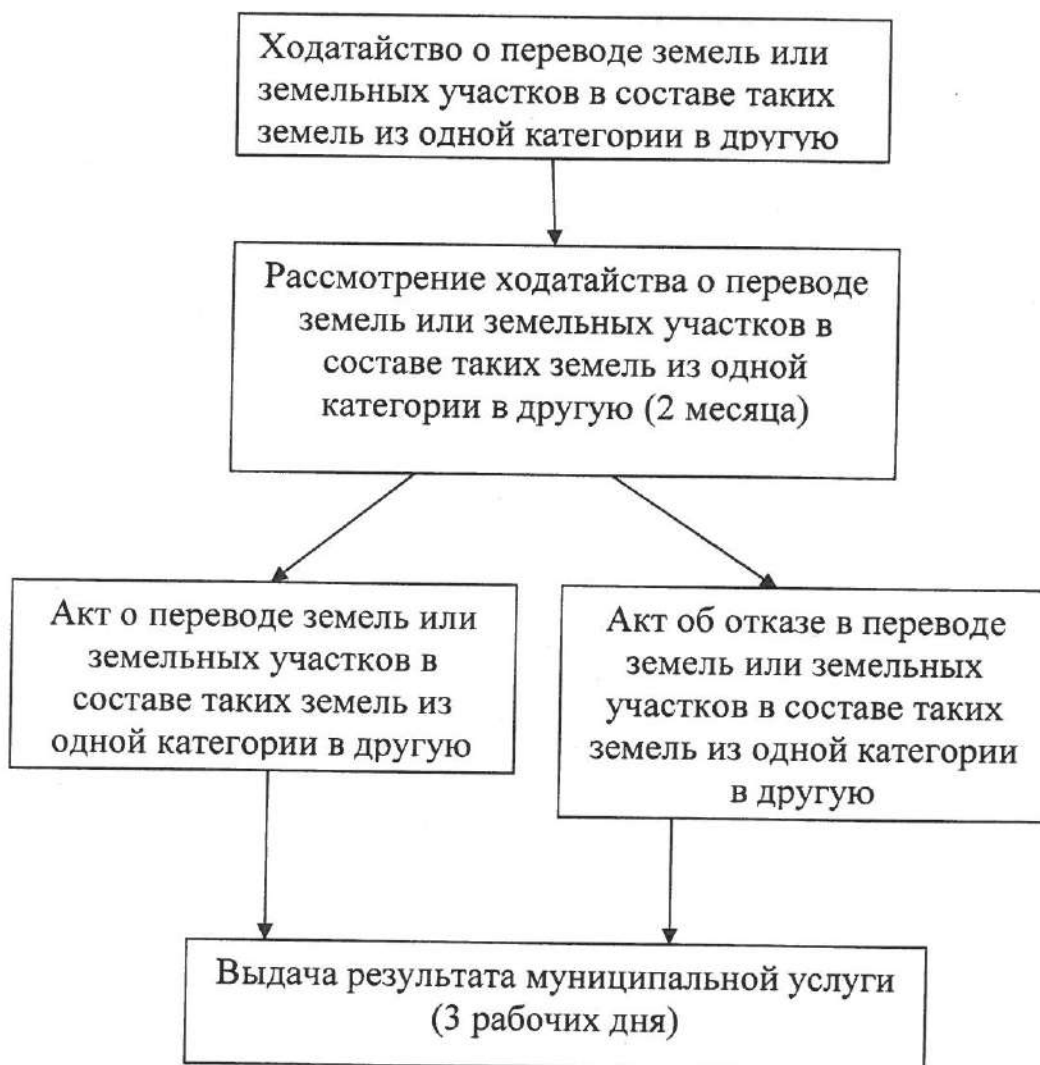 Ходатайство о переводе земель или
земельных участков в составе таких
земель из одной категории в другую
Рассмотрение ходатайства о переводе
земель или земельных участков в
составе таких земель из одной
категории в другую (2 месяца)
Акт о переводе земель или
земельных участков в
составе таких земель из
одной категории в другую
Акт об отказе в переводе
земель или земельных
участков в составе таких
земель из одной категории
в другую
Выдача результата муниципальной услуги
(3 рабочих дня)